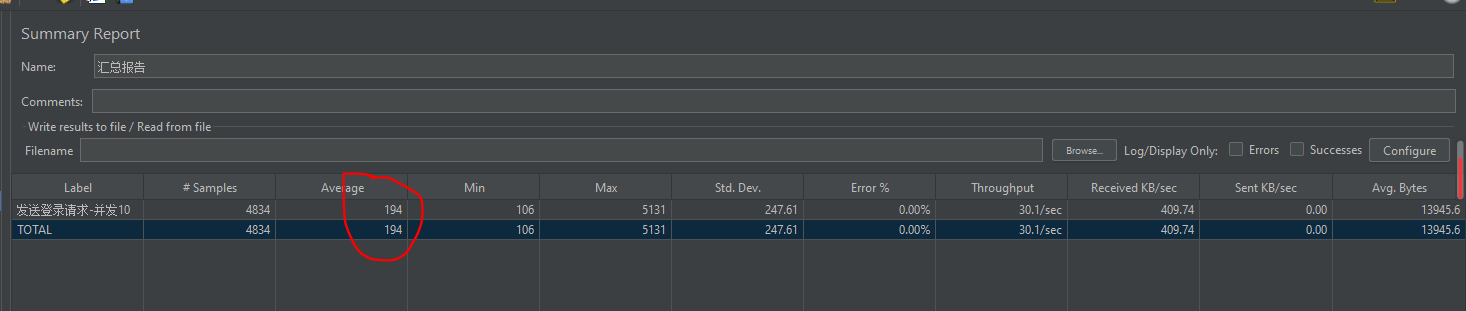 Summary Report
Name: 汇总报告
Comments:
Write results to file / Read from file
Filename Browse... Log/Display Only: Errors Successes Configure
Label # Samples Average Min Max Std. Dev. Error % Throughput Received KB/sec Sent KB/sec Avg. Bytes
发送登录请求-并发10 4834 194 106 5131 247.61 0.00% 30.1/sec 409.74 0.00 13945.6
TOTAL 4834 194 106 5131 247.61 0.00% 30.1/sec 409.74 0.00 13945.6